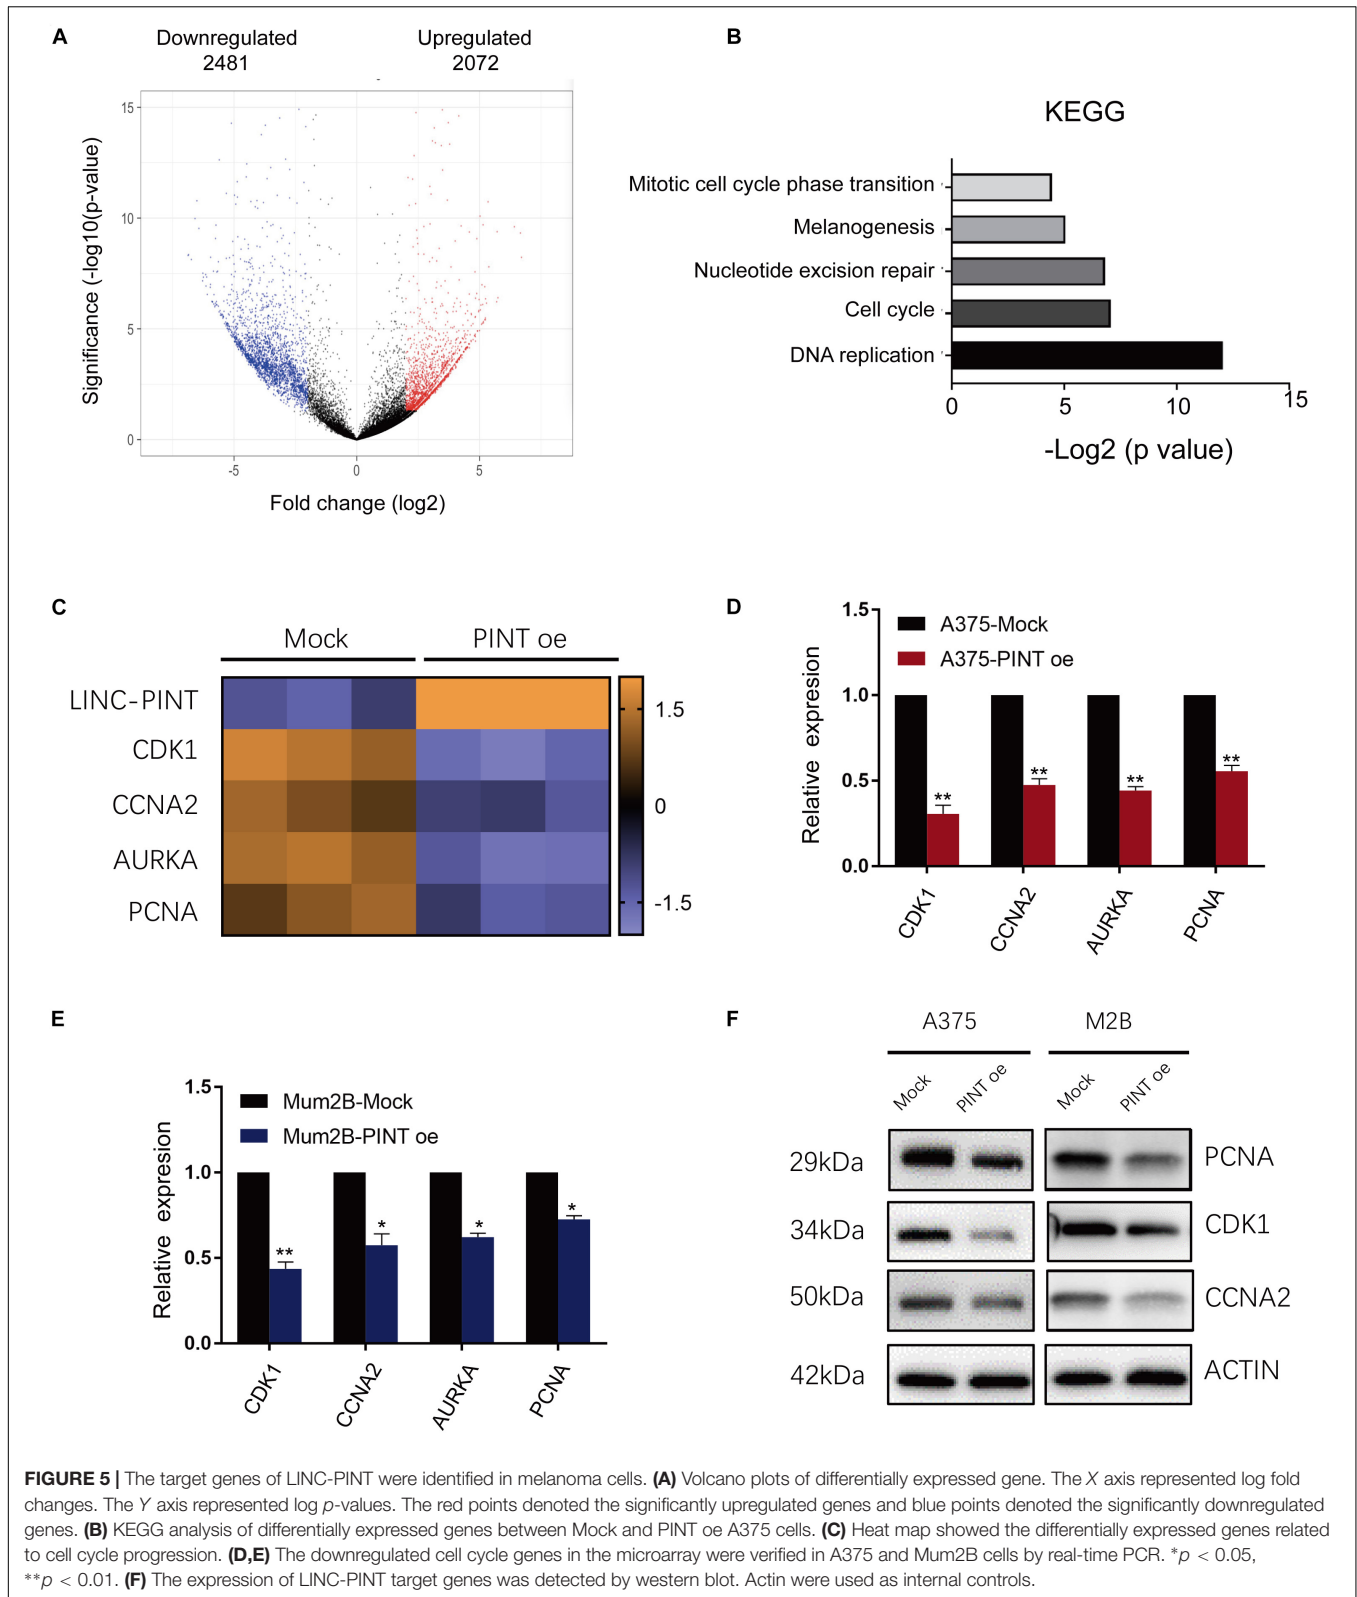 A
Downregulated
2481
Upregulated
2072
Significance (-log10(p-value)
15
10
5
0
-5
0
5
Fold change (log2)
B
KEGG
Mitotic cell cycle phase transition
Melanogenesis
Nucleotide excision repair
Cell cycle
DNA replication
0
5
10
15
-Log2 (p value)
C
Mock
PINT oe
LINC-PINT
CDK1
CCNA2
AURKA
PCNA
1.5
0
-1.5
D
A375-Mock
A375-PINT oe
Relative expresion
1.5
1.0
0.5
0.0
**
**
**
**
CDK1
CCNA2
AURKA
PCNA
E
Mum2B-Mock
Mum2B-PINT oe
Relative expresion
1.5
1.0
0.5
0.0
**
*
*
*
CDK1
CCNA2
AURKA
PCNA
F
A375
M2B
Mock
PINT oe
Mock
PINT oe
29kDa
PCNA
34kDa
CDK1
50kDa
CCNA2
42kDa
ACTIN
FIGURE 5 | The target genes of LINC-PINT were identified in melanoma cells. (A) Volcano plots of differentially expressed gene. The X axis represented log fold
changes. The Y axis represented log p-values. The red points denoted the significantly upregulated genes and blue points denoted the significantly downregulated
genes. (B) KEGG analysis of differentially expressed genes between Mock and PINT oe A375 cells. (C) Heat map showed the differentially expressed genes related
to cell cycle progression. (D,E) The downregulated cell cycle genes in the microarray were verified in A375 and Mum2B cells by real-time PCR. *p < 0.05,
**p < 0.01. (F) The expression of LINC-PINT target genes was detected by western blot. Actin were used as internal controls.